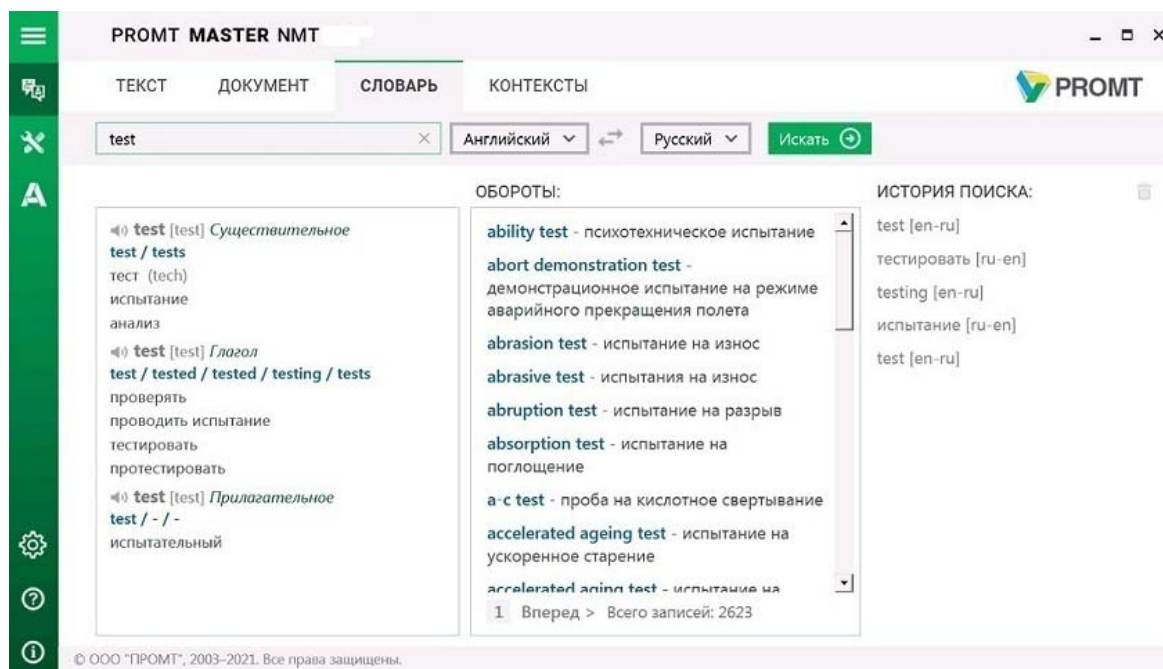 PROMT MASTER NMT
ТЕКСТ ДОКУМЕНТ СЛОВАРЬ КОНТЕКСТЫ
PROMT
test
Английский
Русский
Искать
test [test] Существительное
test / tests
тест (tech)
испытание
анализ
test [test] Глагол
test / tested / tested / testing / tests
проверять
проводить испытание
тестировать
протестировать
test [test] Прилагательное
test / - / -
испытательный
ОБОРОТЫ:
ability test - психотехническое испытание
abort demonstration test -
демонстрационное испытание на режиме
аварийного прекращения полета
abrasion test - испытание на износ
abrasive test - испытания на износ
abruption test - испытание на разрыв
absorption test - испытание на
поглощение
a-c test - проба на кислотное свертывание
accelerated ageing test - испытание на
ускоренное старение
accelerated aging test - испытание на
1 Вперед > Всего записей: 2623
ИСТОРИЯ ПОИСКА:
test [en-ru]
тестировать [ru-en]
testing [en-ru]
испытание [ru-en]
test [en-ru]
© ООО "ПРОМТ", 2003–2021. Все права защищены.